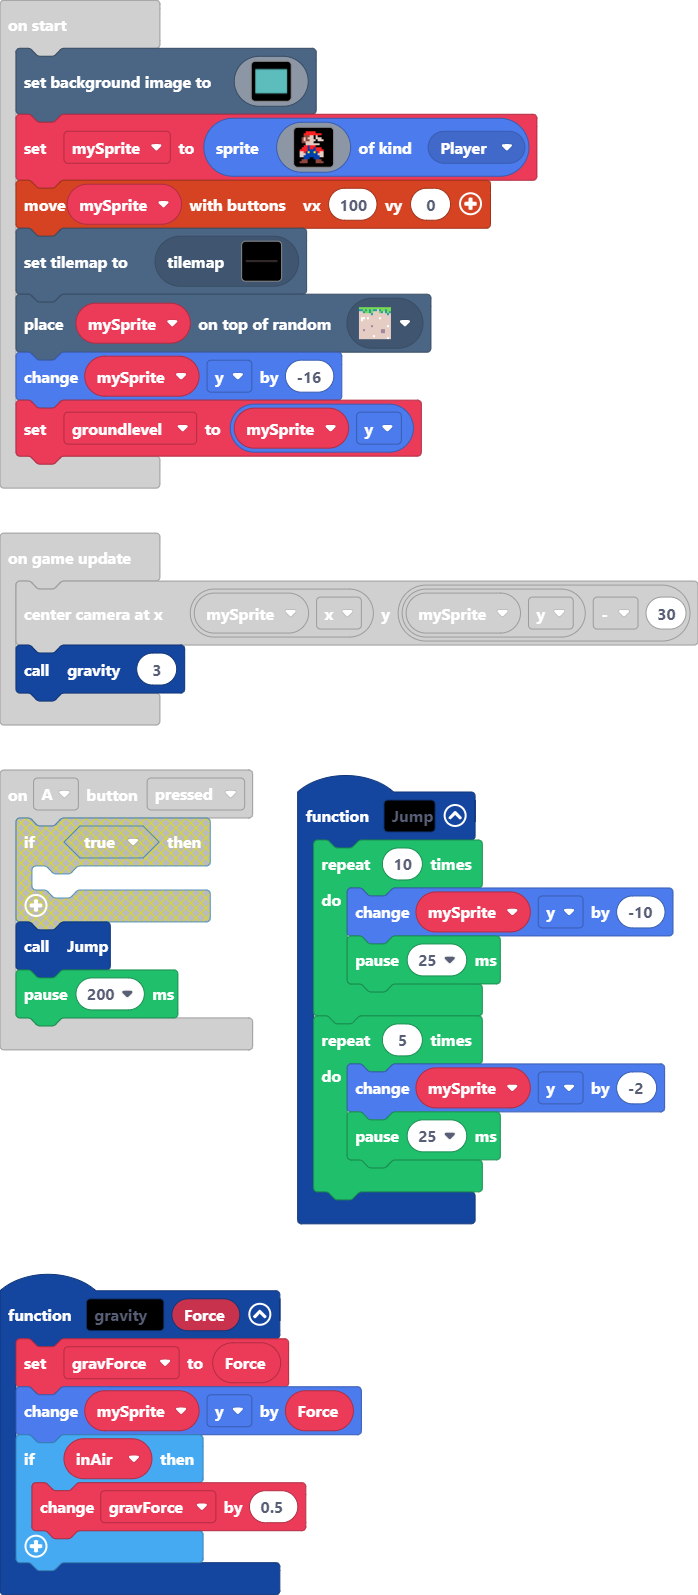 on start
set background image to
set mySprite to sprite of kind Player
move mySprite with buttons vx 100 vy 0
set tilemap to tilemap
place mySprite on top of random
change mySprite y by -16
set groundlevel to mySprite y
on game update
center camera at x mySprite x y mySprite y - 30
call gravity 3
on A button pressed
if true then
call Jump
pause 200 ms
function Jump
repeat 10 times
do change mySprite y by -10
pause 25 ms
repeat 5 times
do change mySprite y by -2
pause 25 ms
function gravity Force
set gravForce to Force
change mySprite y by Force
if inAir then
change gravForce by 0.5